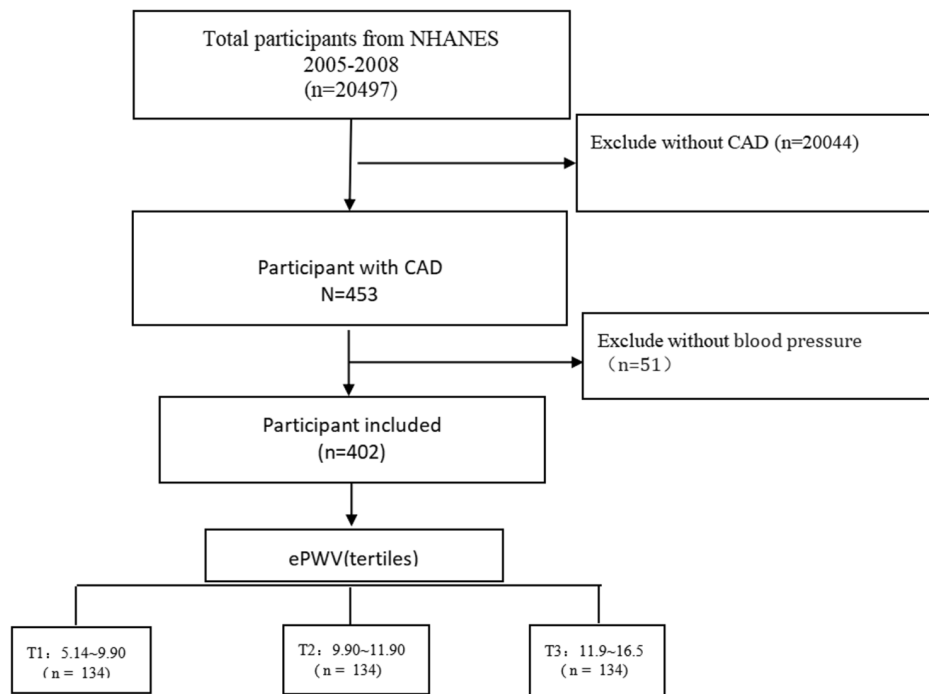 Total participants from NHANES
2005-2008
(n=20497)
Exclude without CAD (n=20044)
Participant with CAD
N=453
Exclude without blood pressure
（n=51）
Participant included
(n=402)
ePWV(tertiles)
T1：5.14~9.90
（n = 134）
T2：9.90~11.90
（n = 134）
T3：11.9~16.5
（n = 134）